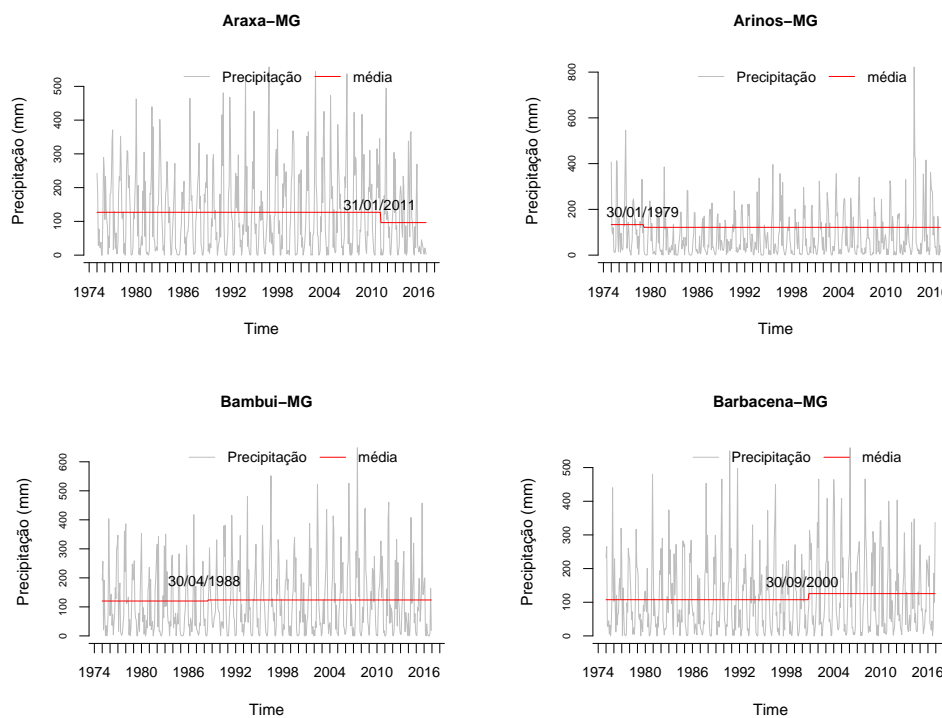 Araxa−MG
Precipitação média
Precipitação (mm)
0 100 200 300 400 500
31/01/2011
1974 1980 1986 1992 1998 2004 2010 2016
Time
Arinos−MG
Precipitação média
Precipitação (mm)
0 200 400 600 800
30/01/1979
1974 1980 1986 1992 1998 2004 2010 2016
Time
Bambui−MG
Precipitação média
Precipitação (mm)
0 100 200 300 400 500 600
30/04/1988
1974 1980 1986 1992 1998 2004 2010 2016
Time
Barbacena−MG
Precipitação média
Precipitação (mm)
0 100 200 300 400 500
30/09/2000
1974 1980 1986 1992 1998 2004 2010 2016
Time